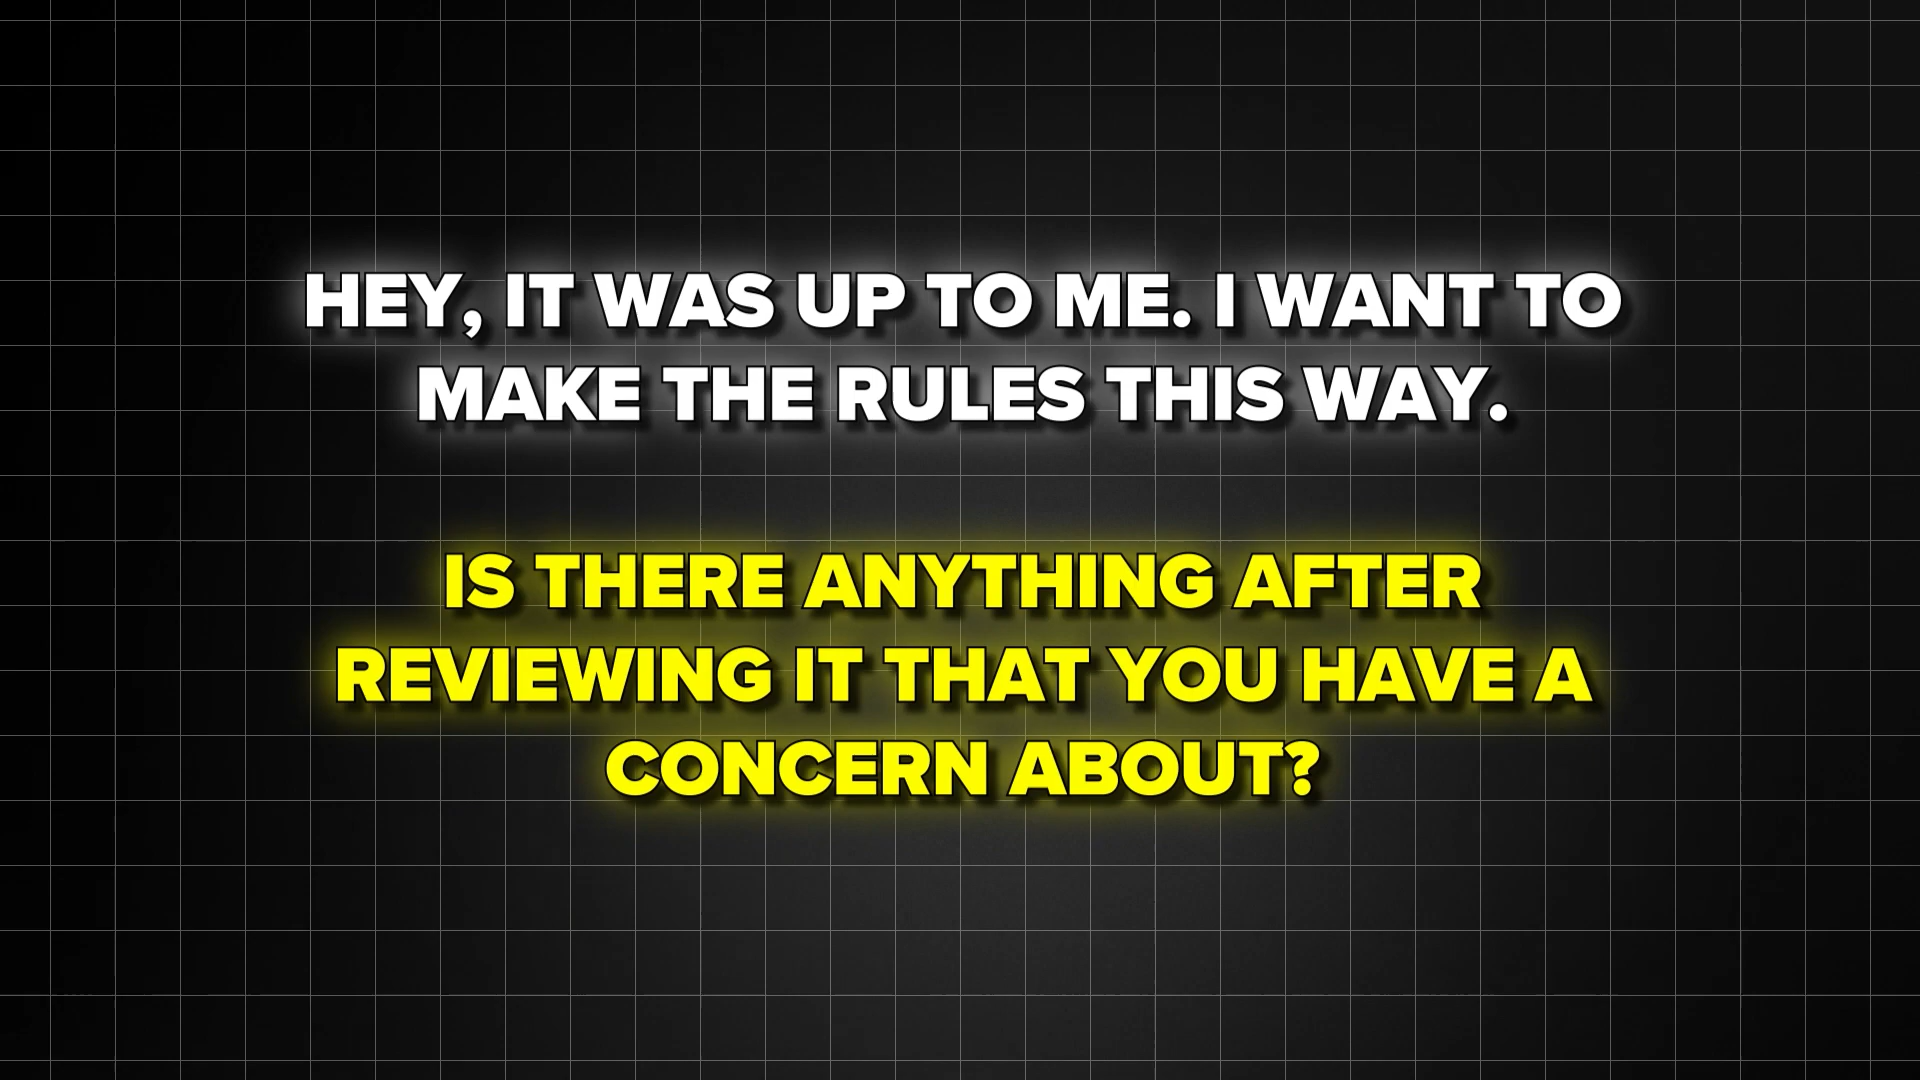 HEY, IT WAS UP TO ME. I WANT TO
MAKE THE RULES THIS WAY.
IS THERE ANYTHING AFTER
REVIEWING IT THAT YOU HAVE A
CONCERN ABOUT?